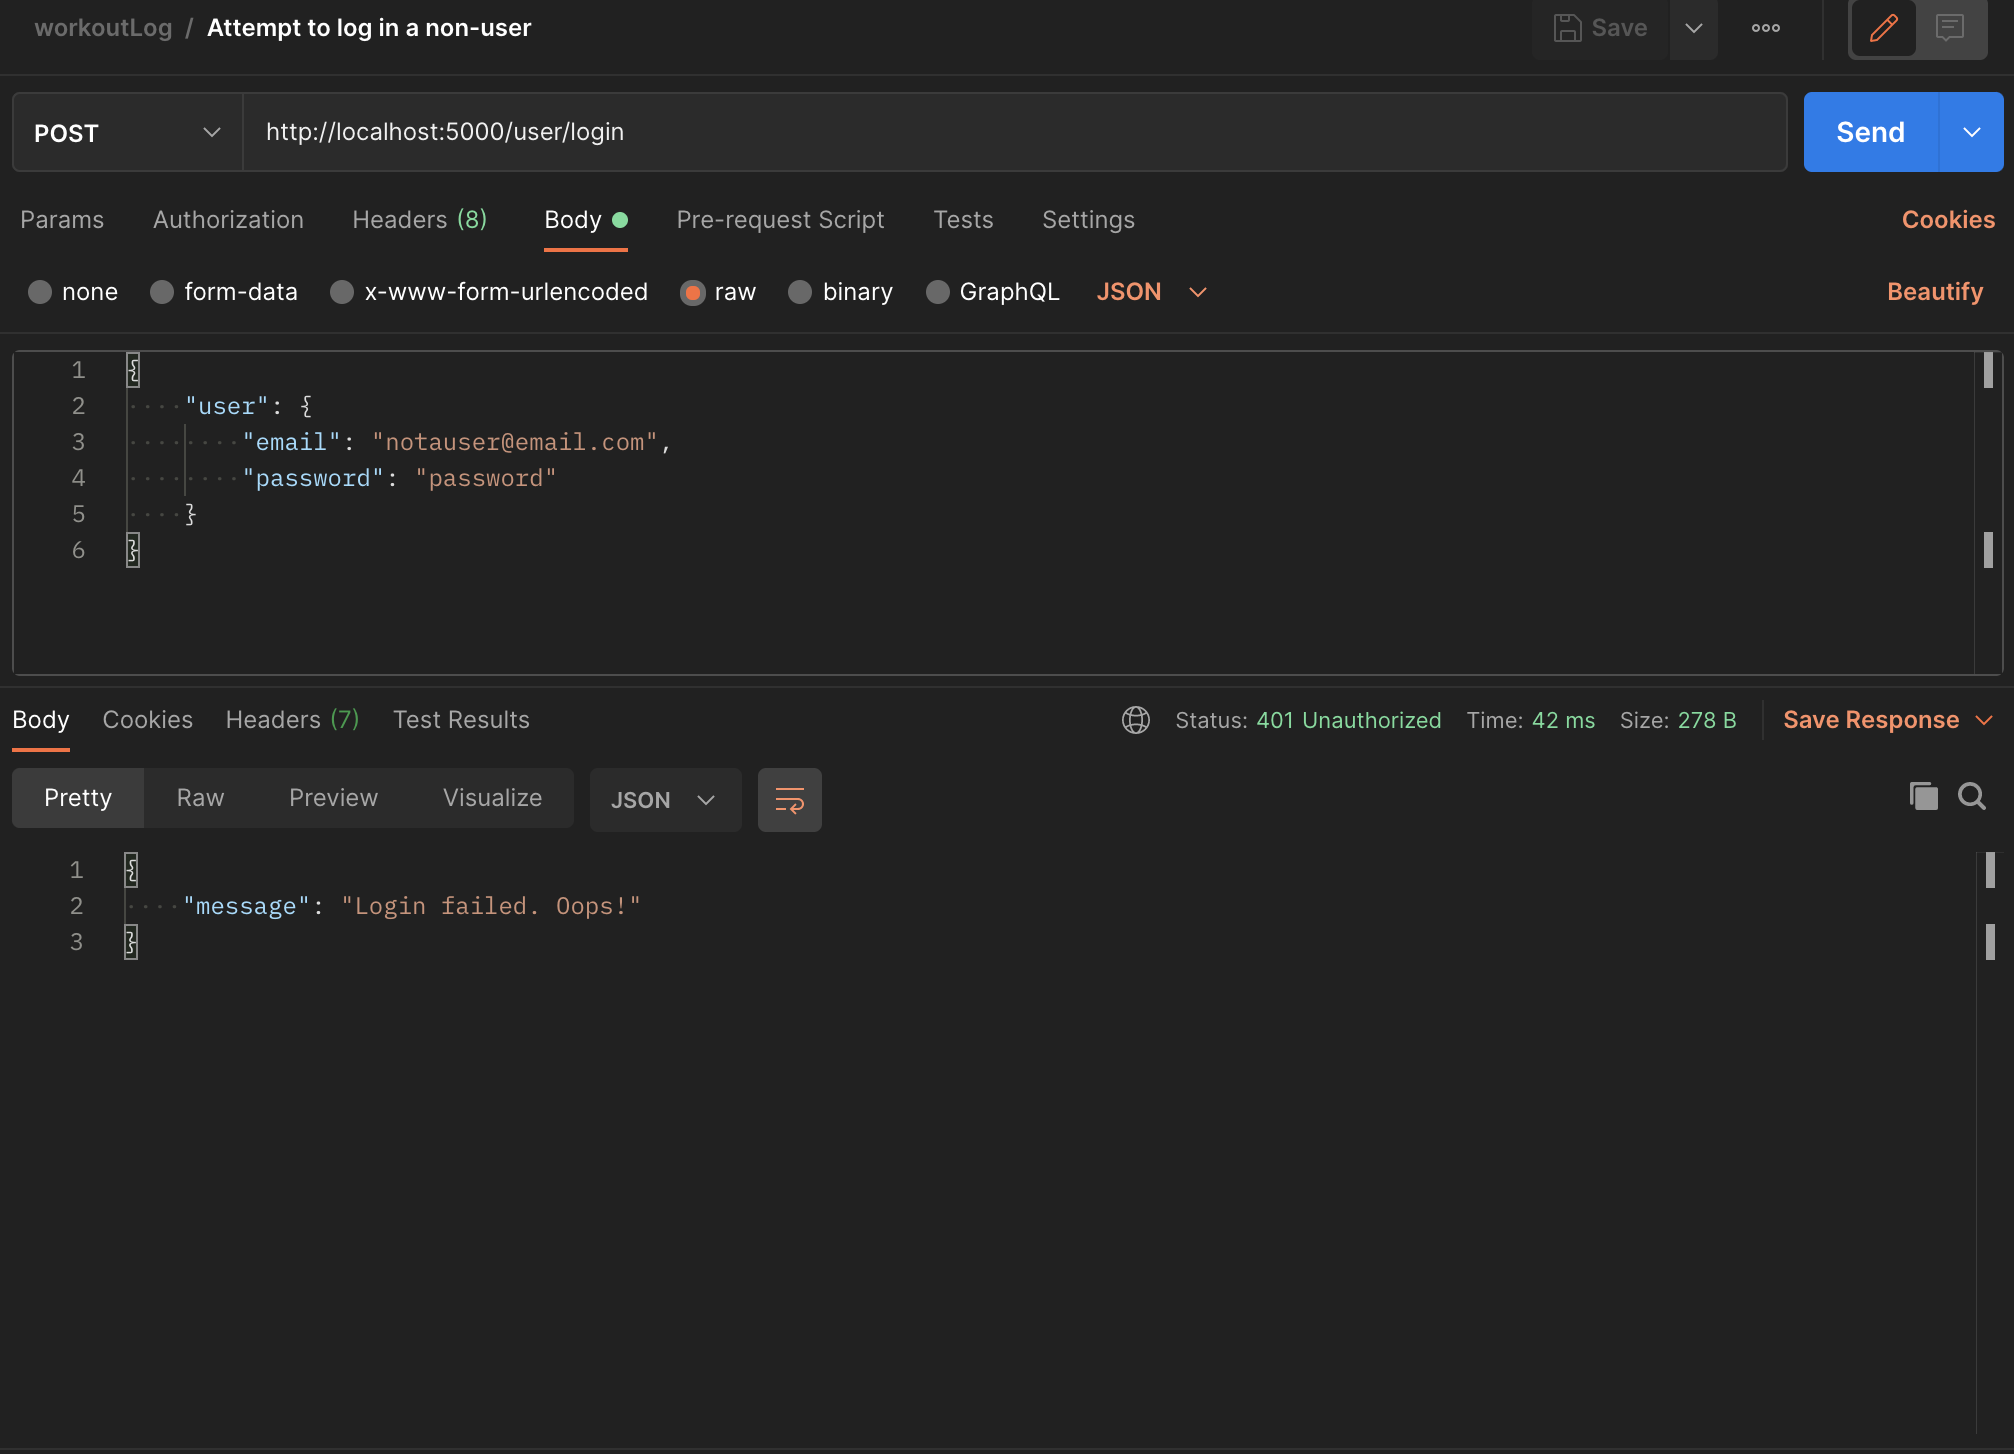 workoutLog / Attempt to log in a non-user
Save
POST
http://localhost:5000/user/login
Send
Params Authorization Headers (8) Body Pre-request Script Tests Settings Cookies
none form-data x-www-form-urlencoded raw binary GraphQL JSON Beautify
1 {
2 "user": {
3 "email": "notauser@email.com",
4 "password": "password"
5 }
6 }
Body Cookies Headers (7) Test Results Status: 401 Unauthorized Time: 42 ms Size: 278 B Save Response
Pretty Raw Preview Visualize JSON
1 {
2 "message": "Login failed. Oops!"
3 }